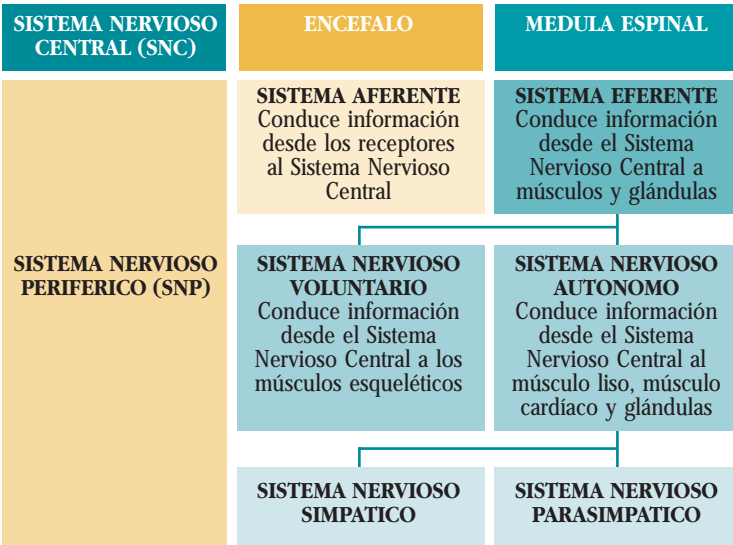 SISTEMA NERVIOSO
CENTRAL (SNC)
ENCEFALO
MEDULA ESPINAL
SISTEMA NERVIOSO
PERIFERICO (SNP)
SISTEMA AFERENTE
Conduce información
desde los receptores
al Sistema Nervioso
Central
SISTEMA EFERENTE
Conduce información
desde el Sistema
Nervioso Central a
músculos y glándulas
SISTEMA NERVIOSO
VOLUNTARIO
Conduce información
desde el Sistema
Nervioso Central a los
músculos esqueléticos
SISTEMA NERVIOSO
AUTONOMO
Conduce información
desde el Sistema
Nervioso Central al
músculo liso, músculo
cardíaco y glándulas
SISTEMA NERVIOSO
SIMPATICO
SISTEMA NERVIOSO
PARASIMPATICO